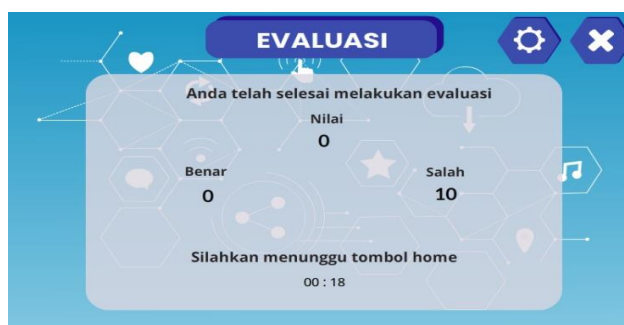 EVALUASI
Anda telah selesai melakukan evaluasi
Nilai
0
Benar
Salah
0
10
Silahkan menunggu tombol home
00 : 18